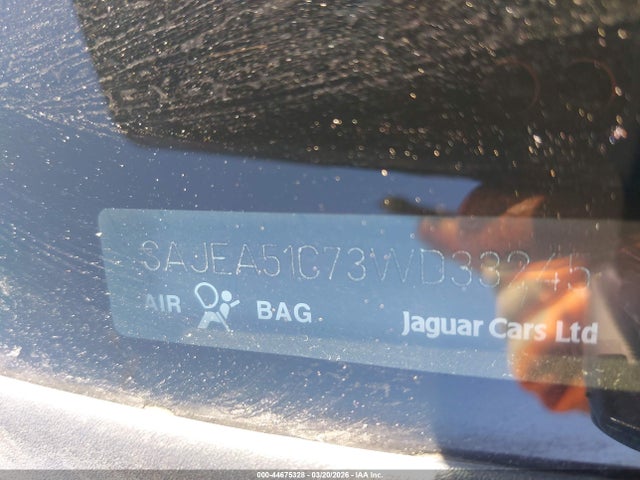 SAJEA51C73WD33245
AIR BAG
Jaguar Cars Ltd
000-44675328 - 03/20/2026 - IAA Inc.